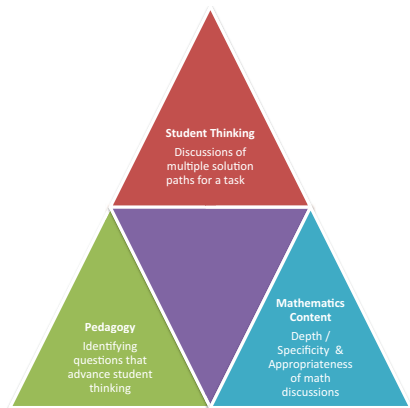 Student Thinking
Discussions of
multiple solution
paths for a task
Pedagogy
Identifying
questions that
advance student
thinking
Mathematics
Content
Depth /
Specificity &
Appropriateness
of math
discussions